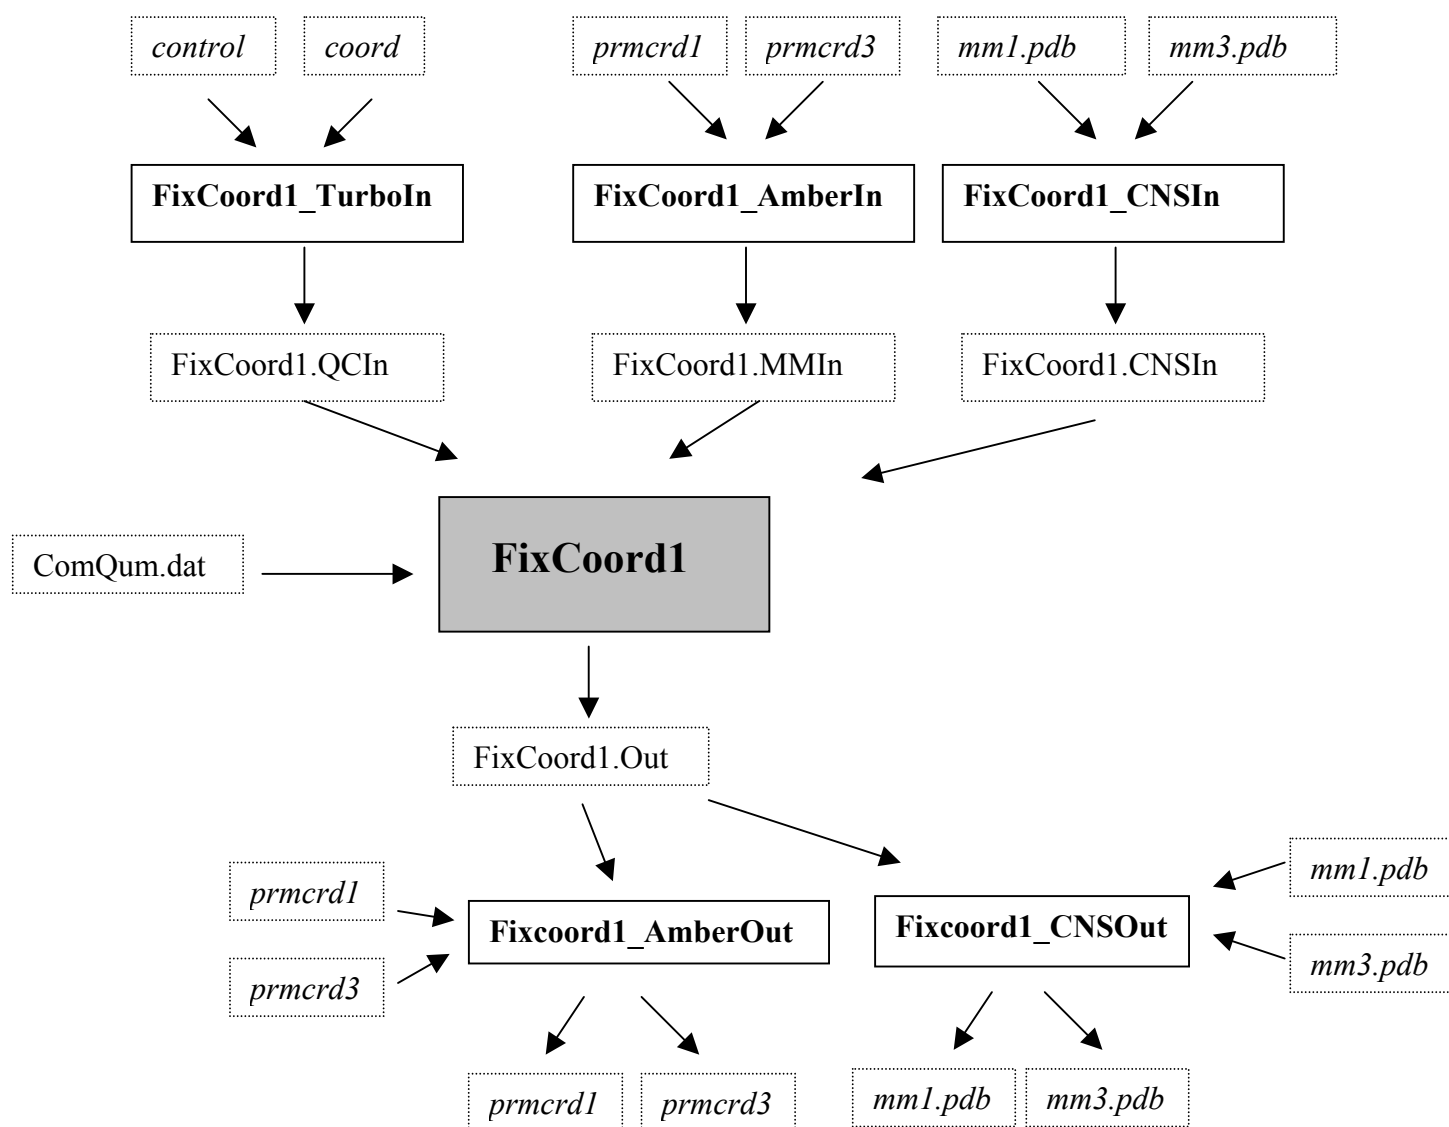 control
coord
prmcrd1
prmcrd3
mm1.pdb
mm3.pdb
FixCoord1_TurboIn
FixCoord1_AmberIn
FixCoord1_CNSIn
FixCoord1.QCIn
FixCoord1.MMIn
FixCoord1.CNSIn
ComQum.dat
FixCoord1
FixCoord1.Out
prmcrd1
prmcrd3
Fixcoord1_AmberOut
Fixcoord1_CNSOut
mm1.pdb
mm3.pdb
prmcrd1
prmcrd3
mm1.pdb
mm3.pdb